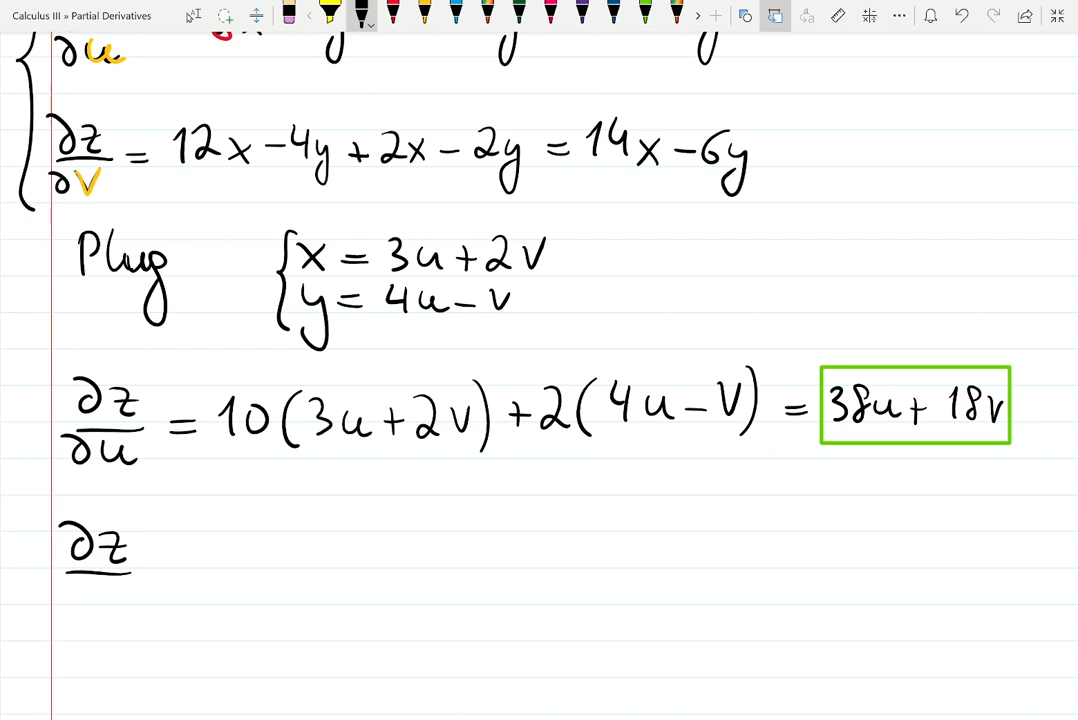 Calculus III » Partial Derivatives
∂u
∂z/∂v = 12x - 4y + 2x - 2y = 14x - 6y
Plug { x = 3u + 2v
y = 4u - v
∂z/∂u = 10(3u + 2v) + 2(4u - v) = 38u + 18v
∂z